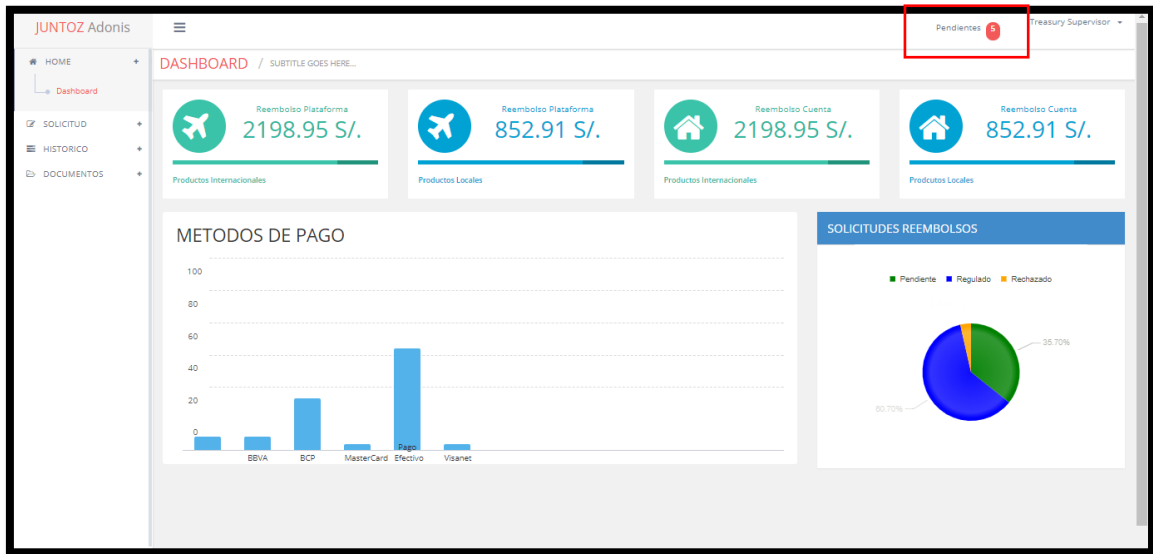 JUNTOZ Adonis
Pendientes 5
Treasury Supervisor
HOME +
Dashboard
SOLICITUD +
HISTORICO +
DOCUMENTOS +
DASHBOARD / SUBTITLE GOES HERE...
Reembolso Plataforma
2198.95 S/.
Productos Internacionales
Reembolso Plataforma
852.91 S/.
Productos Locales
Reembolso Cuenta
2198.95 S/.
Productos Internacionales
Reembolso Cuenta
852.91 S/.
Prodcutos Locales
METODOS DE PAGO
100
80
60
40
20
0
BBVA
BCP
MasterCard
Pago
Efectivo
Visanet
SOLICITUDES REEMBOLSOS
Pendiente Regulado Rechazado
35.70%
60.70%